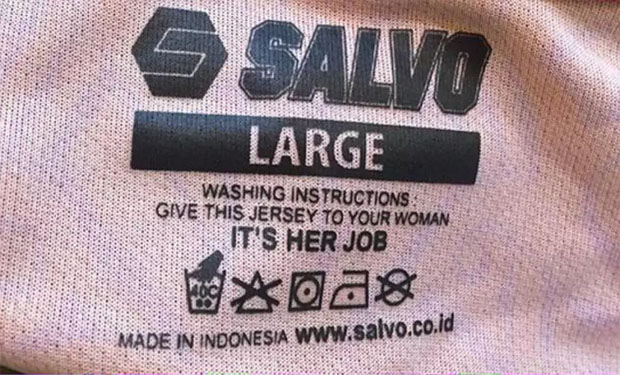 SALVO
LARGE
WASHING INSTRUCTIONS :
GIVE THIS JERSEY TO YOUR WOMAN
IT'S HER JOB
40C
MADE IN INDONESIA www.salvo.co.id